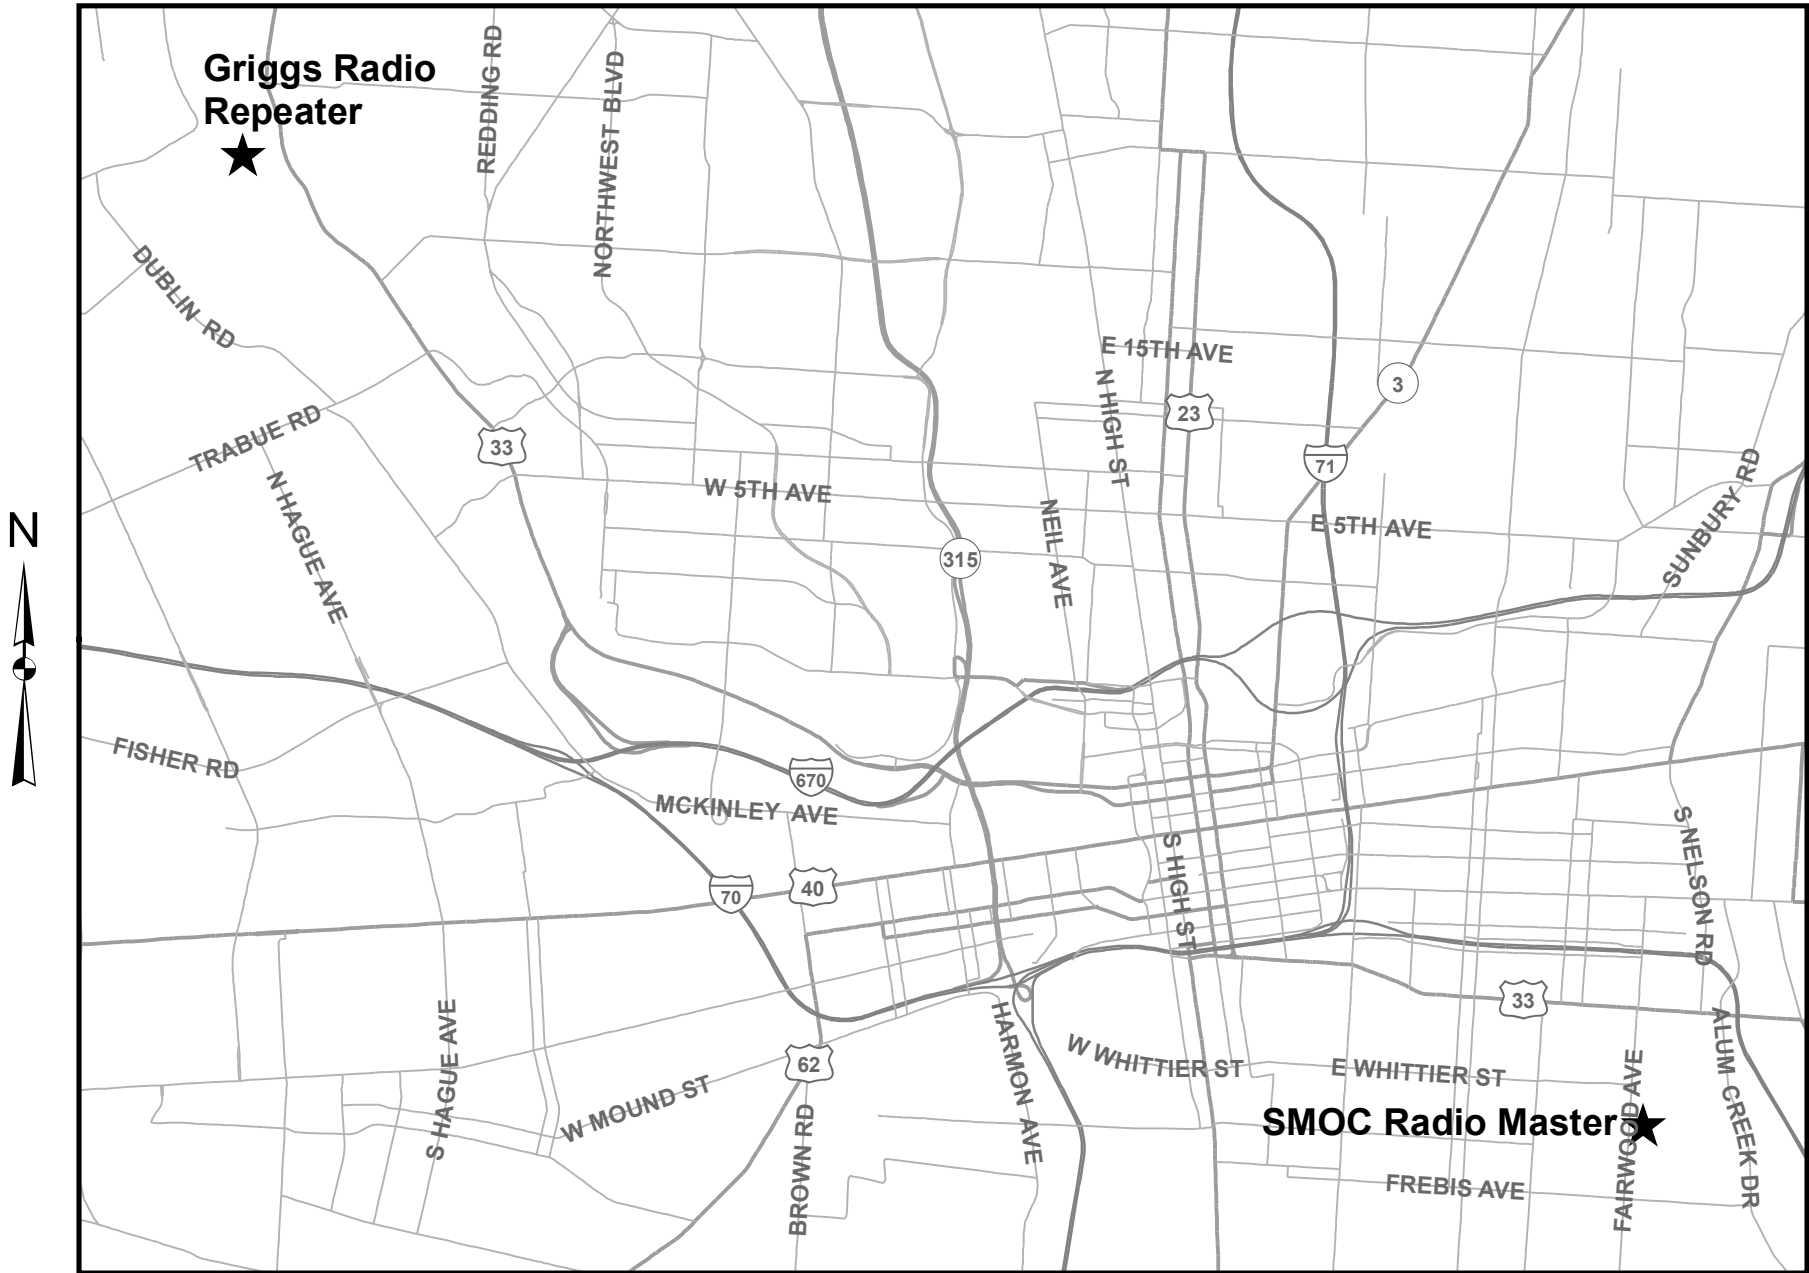 Griggs Radio
Repeater
REDDING RD
NORTHWEST BLVD
DUBLIN RD
E 15TH AVE
3
N HIGH ST
23
TRABUE RD
33
71
N HAGUE AVE
W 5TH AVE
NEIL AVE
E 5TH AVE
SUNBURY RD
N
315
FISHER RD
670
MCKINLEY AVE
S NELSON RD
S HIGH ST
70
40
33
S HAGUE AVE
HARMON AVE
W WHITTIER ST
E WHITTIER ST
ALUM CREEK DR
62
W MOUND ST
SMOC Radio Master
FAIRWOOD AVE
BROWN RD
FREBIS AVE